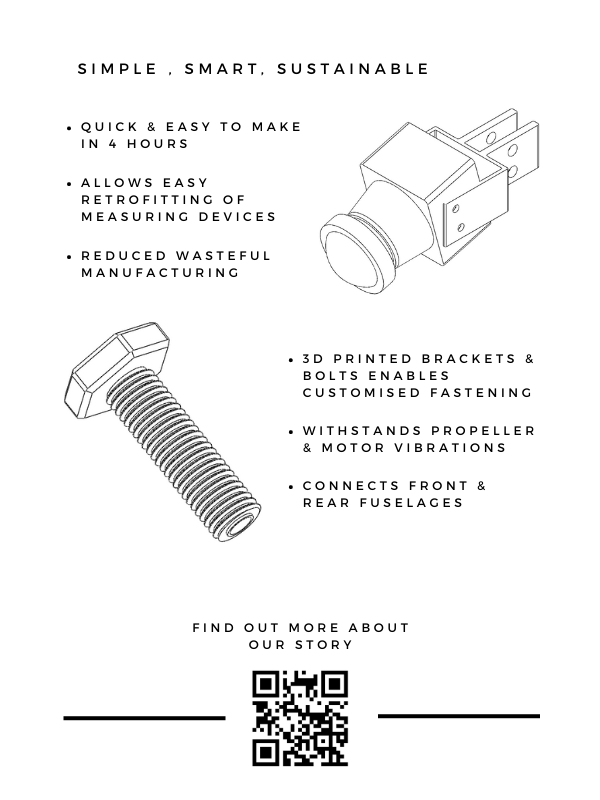 SIMPLE , SMART, SUSTAINABLE
• QUICK & EASY TO MAKE
IN 4 HOURS
• ALLOWS EASY
RETROFITTING OF
MEASURING DEVICES
• REDUCED WASTEFUL
MANUFACTURING
• 3D PRINTED BRACKETS &
BOLTS ENABLES
CUSTOMISED FASTENING
• WITHSTANDS PROPELLER
& MOTOR VIBRATIONS
• CONNECTS FRONT &
REAR FUSELAGES
FIND OUT MORE ABOUT
OUR STORY